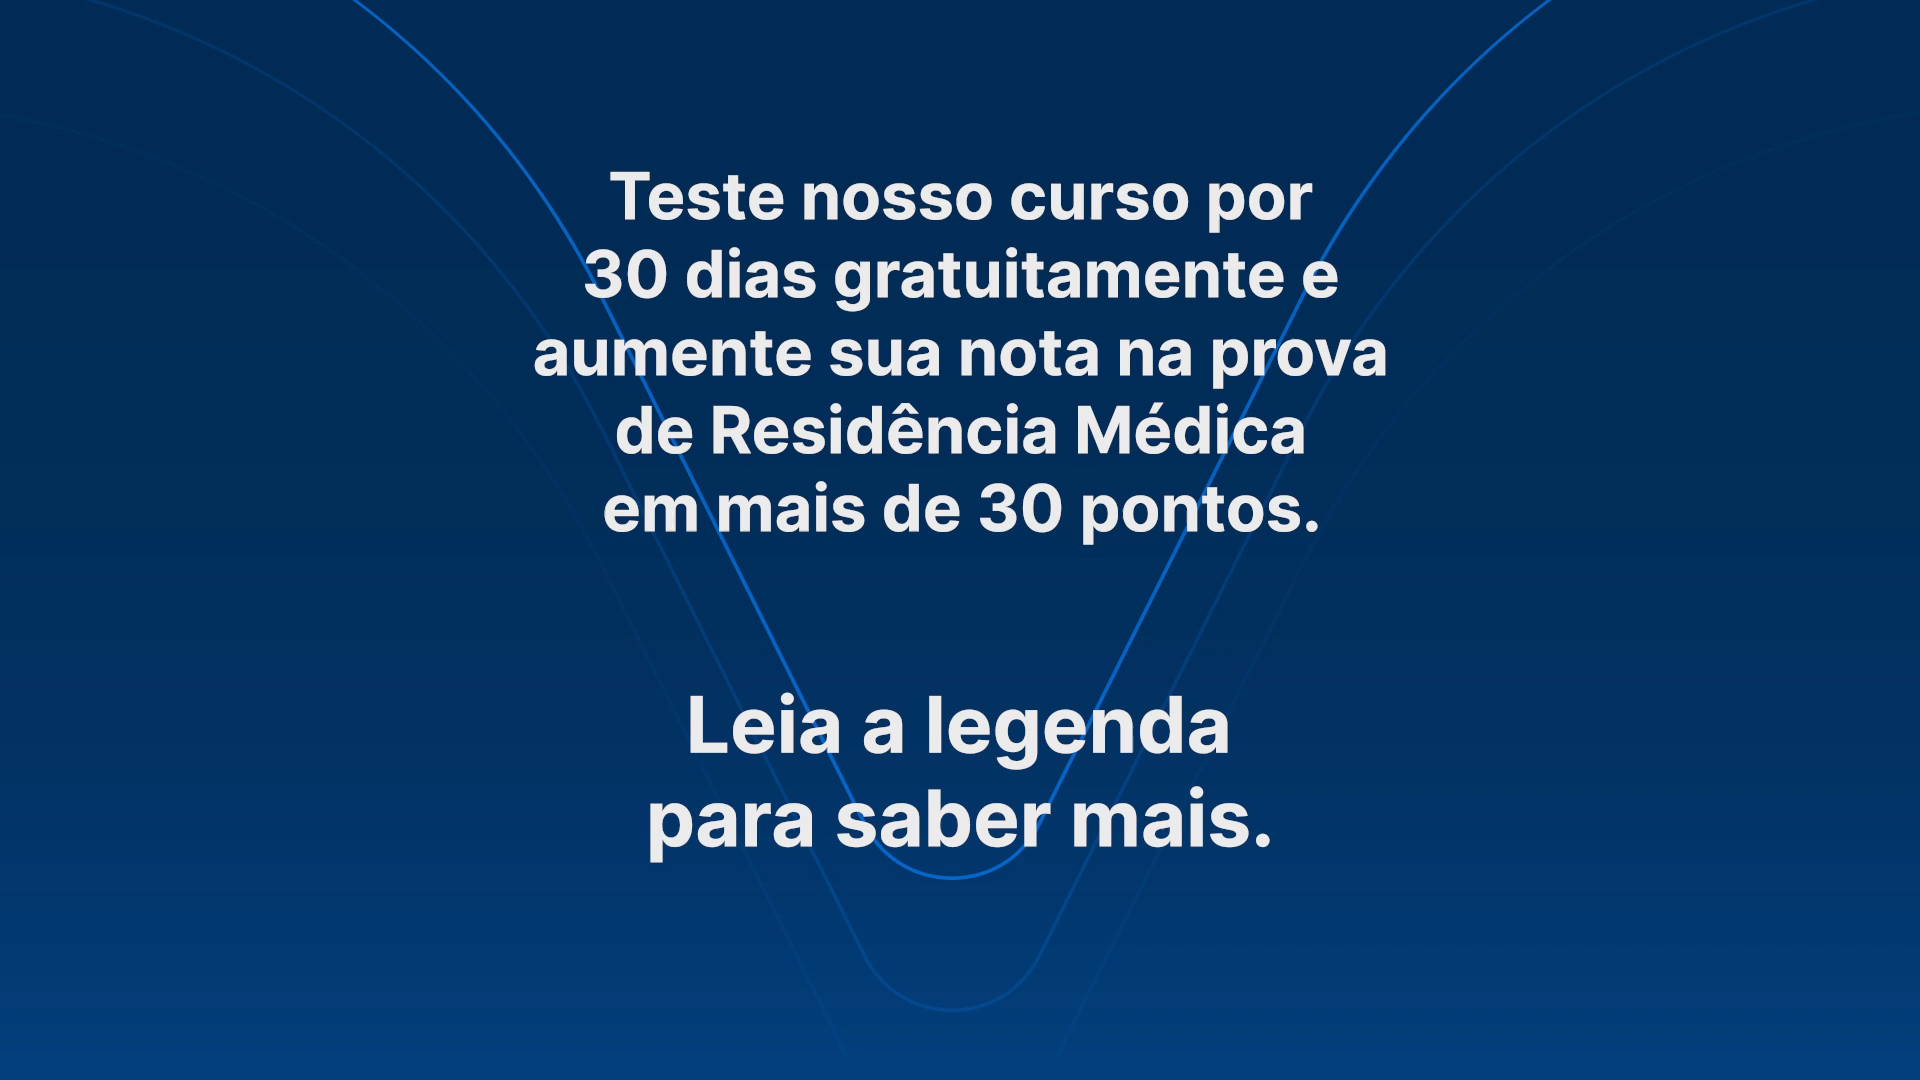 Teste nosso curso por
30 dias gratuitamente e
aumente sua nota na prova
de Residência Médica
em mais de 30 pontos.
Leia a legenda
para saber mais.